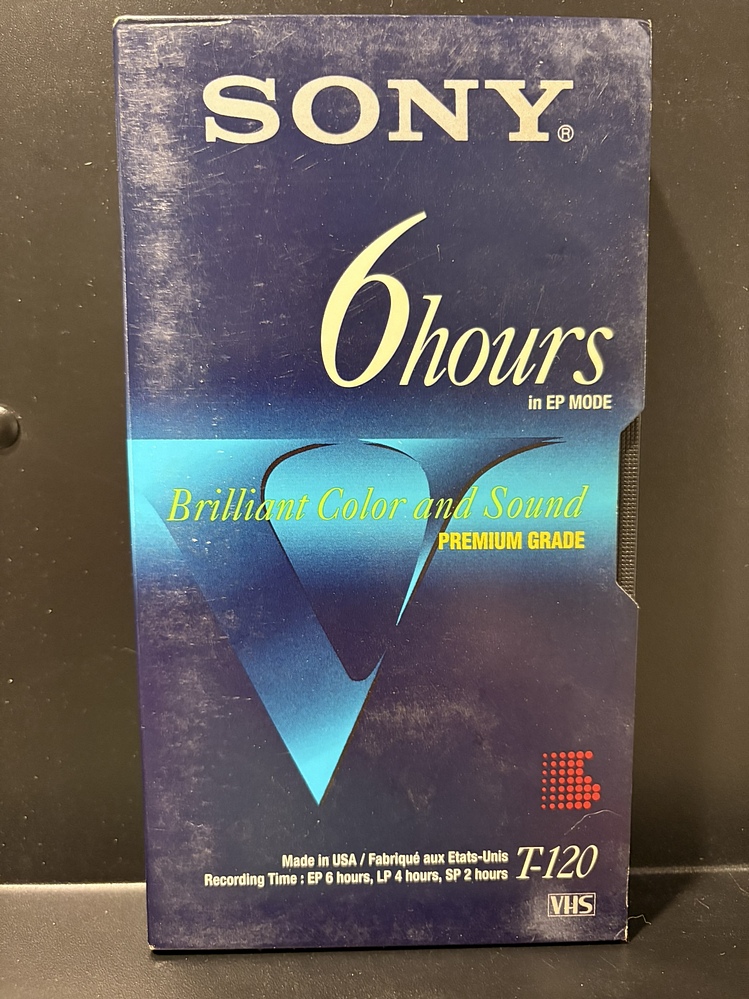 SONY®
6hours
in EP MODE
Brilliant Color and Sound
PREMIUM GRADE
Made in USA / Fabriqué aux Etats-Unis
Recording Time : EP 6 hours, LP 4 hours, SP 2 hours
T-120
VHS